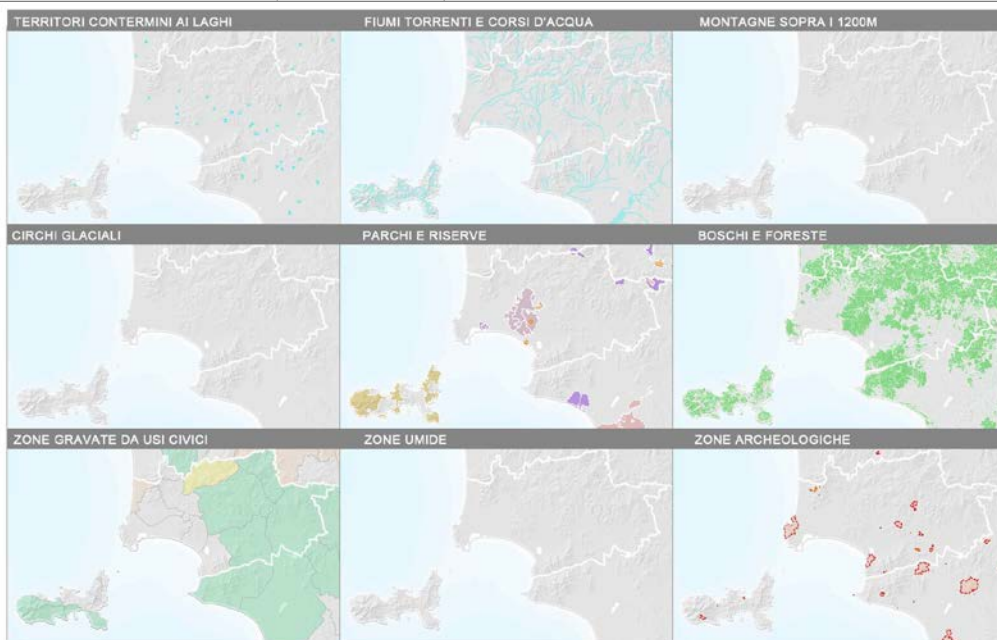 TERRITORI CONTERMINI AI LAGHI
FIUMI TORRENTI E CORSI D'ACQUA
MONTAGNE SOPRA I 1200M
CIRCHI GLACIALI
PARCHI E RISERVE
BOSCHI E FORESTE
ZONE GRAVATE DA USI CIVICI
ZONE UMIDE
ZONE ARCHEOLOGICHE